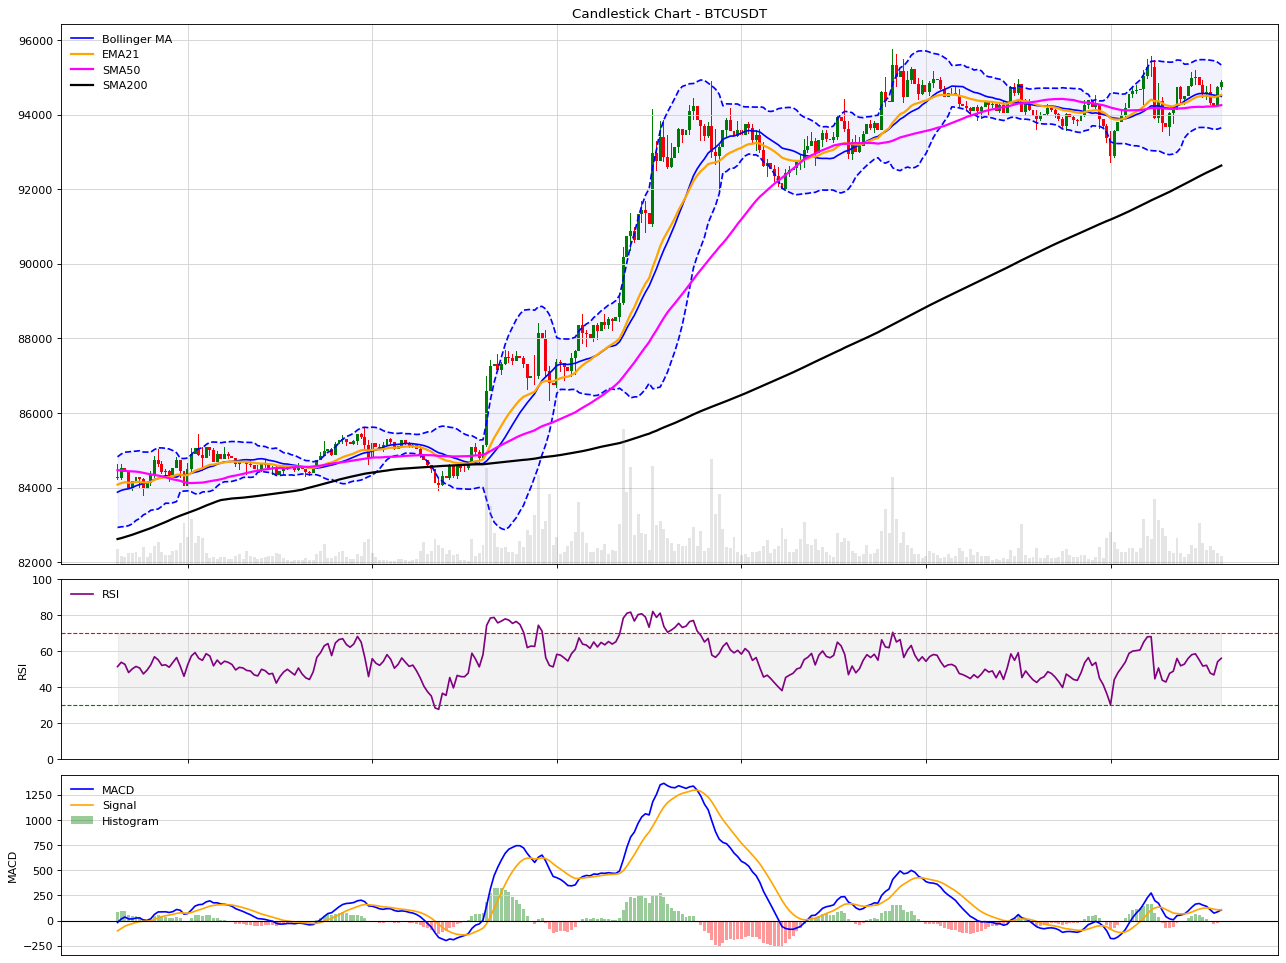 Candlestick Chart - BTCUSDT
Bollinger MA
EMA21
SMA50
SMA200
96000
94000
92000
90000
88000
86000
84000
82000
RSI
100
80
60
40
20
0
RSI
MACD
Signal
Histogram
1250
1000
750
500
250
0
−250
MACD